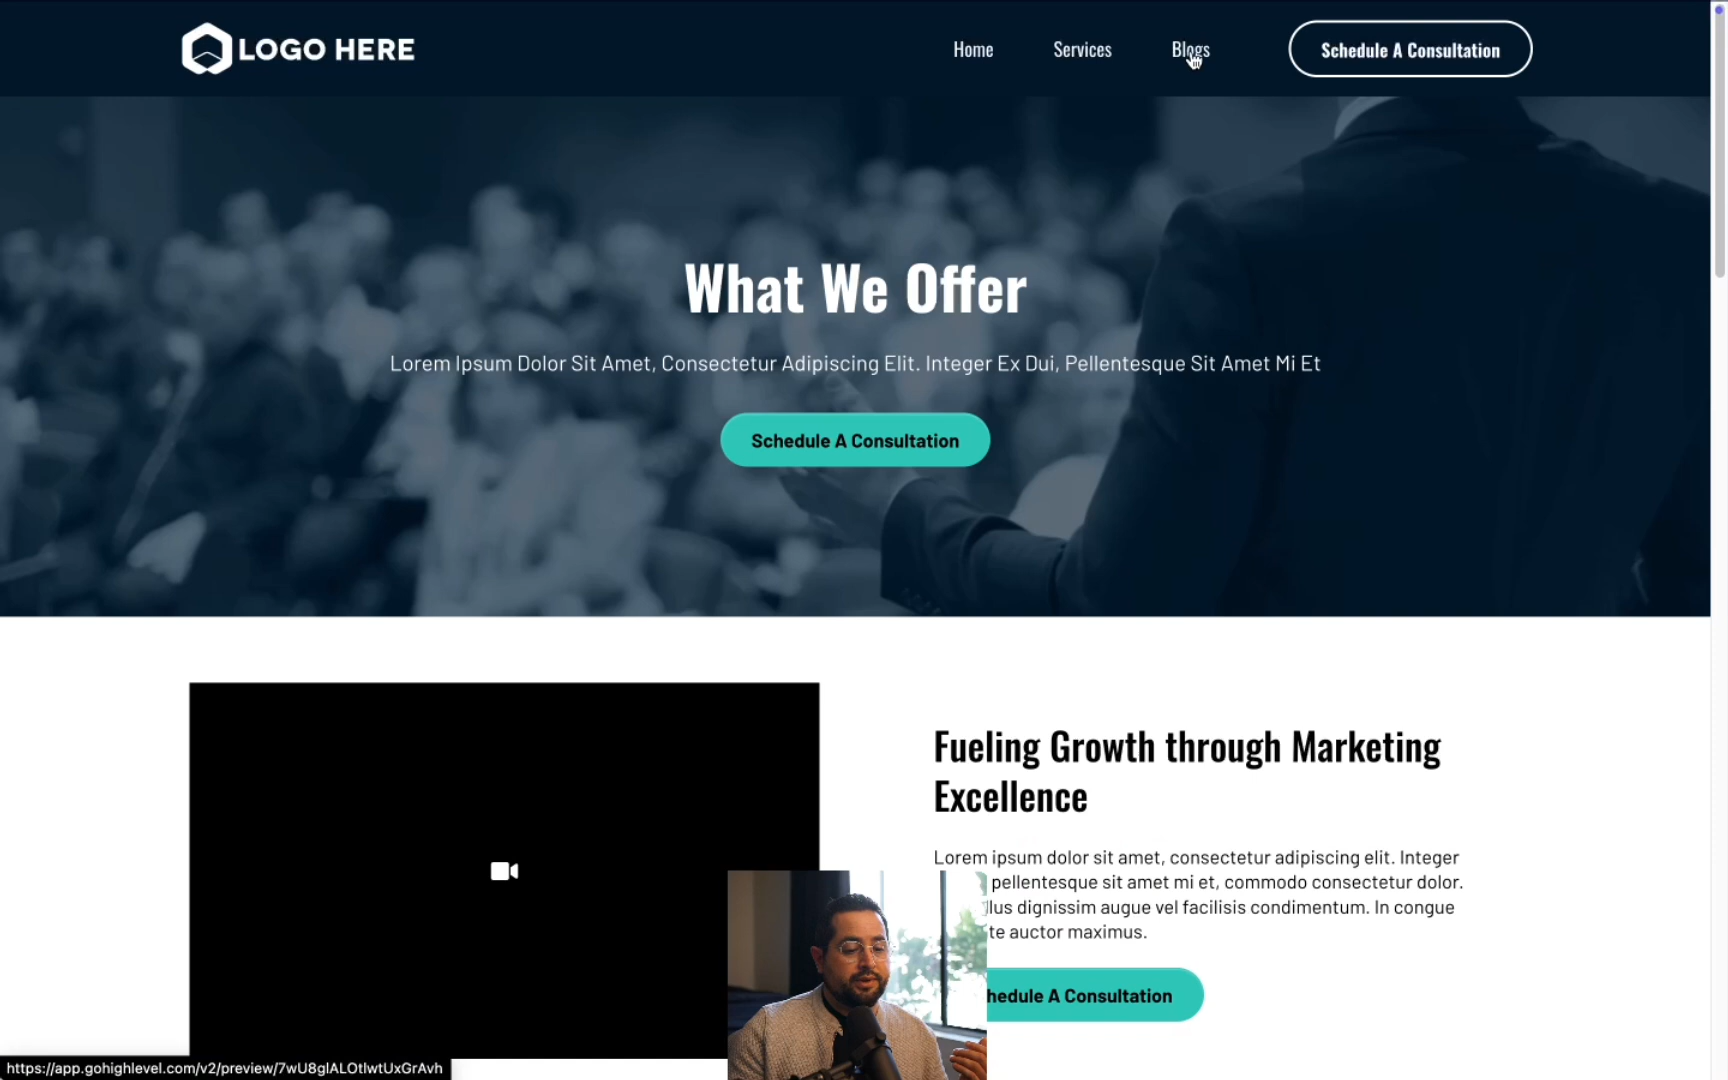 LOGO HERE
Home
Services
Blogs
Schedule A Consultation
What We Offer
Lorem Ipsum Dolor Sit Amet, Consectetur Adipiscing Elit. Integer Ex Dui, Pellentesque Sit Amet Mi Et
Schedule A Consultation
Fueling Growth through Marketing
Excellence
Lorem ipsum dolor sit amet, consectetur adipiscing elit. Integer
pellentesque sit amet mi et, commodo consectetur dolor.
dignissim augue vel facilisis condimentum. In congue
auctor maximus.
A Consultation
https://app.gohighlevel.com/v2/preview/7wU8glALOtlwtUxGrAvh